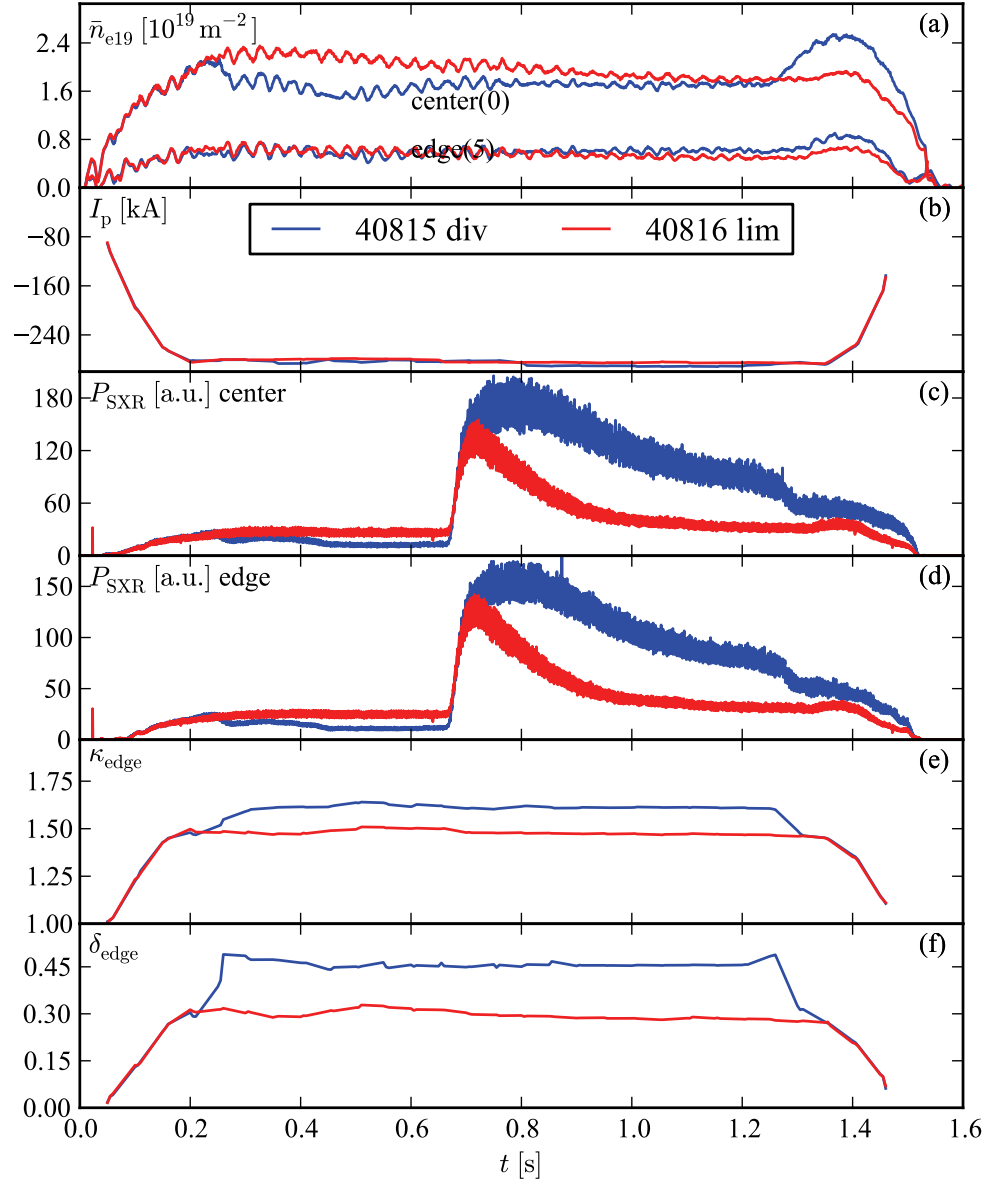 n̄e19 [10^19 m^−2] (a)
2.4
1.6
0.8
0.0
center(0)
edge(5)
Ip [kA] (b)
−80
−160
−240
40815 div 40816 lim
PSXR [a.u.] center (c)
180
120
60
0
PSXR [a.u.] edge (d)
150
100
50
0
κedge (e)
1.75
1.50
1.25
1.00
δedge (f)
0.45
0.30
0.15
0.00
0.0 0.2 0.4 0.6 0.8 1.0 1.2 1.4 1.6
t [s]